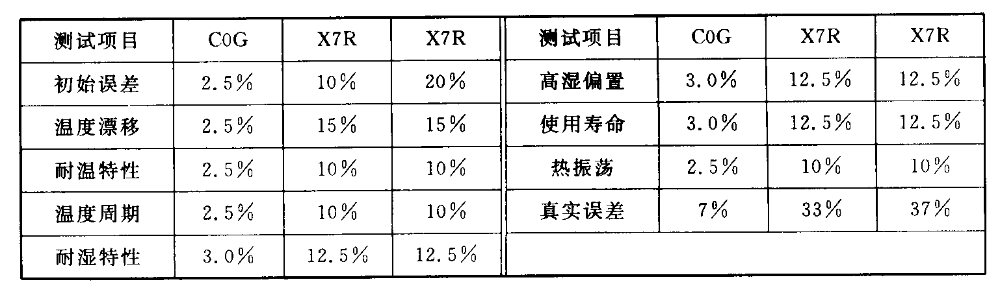 测试项目 C0G X7R X7R 测试项目 C0G X7R X7R
初始误差 2.5% 10% 20% 高湿偏置 3.0% 12.5% 12.5%
温度漂移 2.5% 15% 15% 使用寿命 3.0% 12.5% 12.5%
耐温特性 2.5% 10% 10% 热振荡 2.5% 10% 10%
温度周期 2.5% 10% 10% 真实误差 7% 33% 37%
耐湿特性 3.0% 12.5% 12.5%